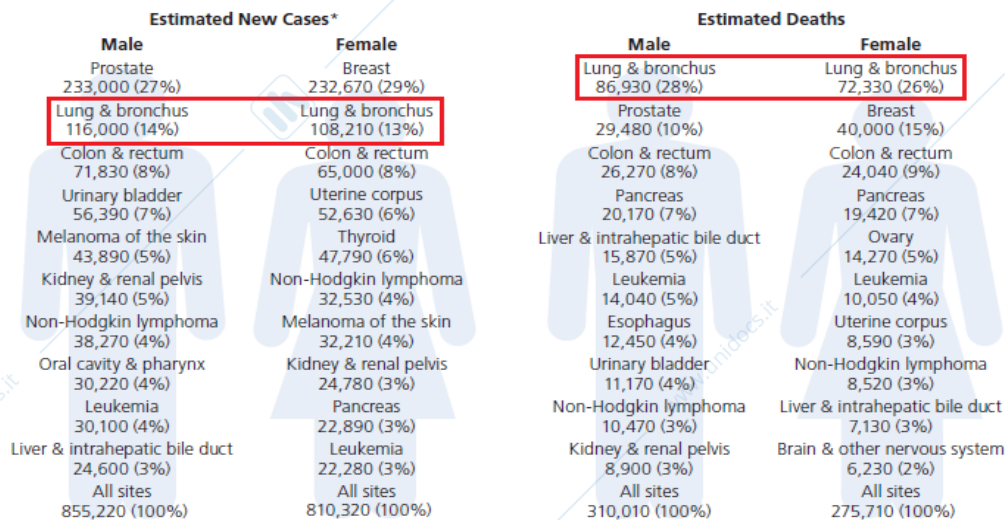 Estimated New Cases*
Male
Prostate
233,000 (27%)
Lung & bronchus
116,000 (14%)
Colon & rectum
71,830 (8%)
Urinary bladder
56,390 (7%)
Melanoma of the skin
43,890 (5%)
Kidney & renal pelvis
39,140 (5%)
Non-Hodgkin lymphoma
38,270 (4%)
Oral cavity & pharynx
30,220 (4%)
Leukemia
30,100 (4%)
Liver & intrahepatic bile duct
24,600 (3%)
All sites
855,220 (100%)
Female
Breast
232,670 (29%)
Lung & bronchus
108,210 (13%)
Colon & rectum
65,000 (8%)
Uterine corpus
52,630 (6%)
Thyroid
47,790 (6%)
Non-Hodgkin lymphoma
32,530 (4%)
Melanoma of the skin
32,210 (4%)
Kidney & renal pelvis
24,780 (3%)
Pancreas
22,890 (3%)
Leukemia
22,280 (3%)
All sites
810,320 (100%)
Estimated Deaths
Male
Lung & bronchus
86,930 (28%)
Prostate
29,480 (10%)
Colon & rectum
26,270 (8%)
Pancreas
20,170 (7%)
Liver & intrahepatic bile duct
15,870 (5%)
Leukemia
14,040 (5%)
Esophagus
12,450 (4%)
Urinary bladder
11,170 (4%)
Non-Hodgkin lymphoma
10,470 (3%)
Kidney & renal pelvis
8,900 (3%)
All sites
310,010 (100%)
Female
Lung & bronchus
72,330 (26%)
Breast
40,000 (15%)
Colon & rectum
24,040 (9%)
Pancreas
19,420 (7%)
Ovary
14,270 (5%)
Leukemia
10,050 (4%)
Uterine corpus
8,590 (3%)
Non-Hodgkin lymphoma
8,520 (3%)
Liver & intrahepatic bile duct
7,130 (3%)
Brain & other nervous system
6,230 (2%)
All sites
275,710 (100%)
www.unidocs.it